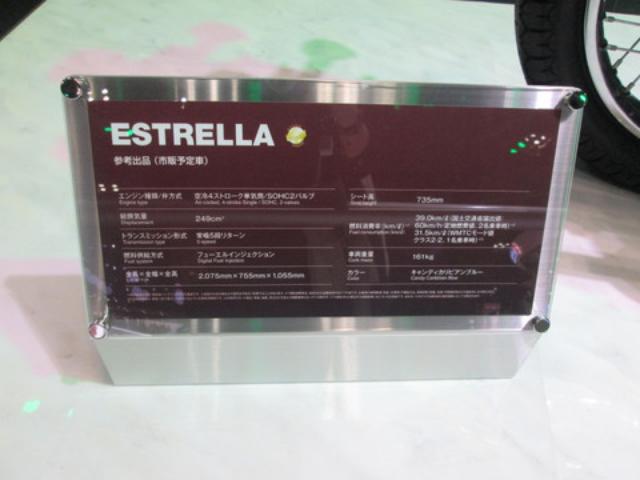 ESTRELLA
参考出品（市販予定車）
エンジン種類/弁方式 空冷4ストローク単気筒/SOHC2バルブ
Engine type Air-cooled, 4-stroke Single / SOHC, 2-valves
総排気量 249cm³
Displacement
トランスミッション形式 常噛5段リターン
Transmission type 5-speed
燃料供給方式 フューエルインジェクション
Fuel system Digital Fuel Injection
全長×全幅×全高 2,075mm×755mm×1,055mm
シート高 735mm
Seat height
燃料消費率(km/ℓ) 39.0km/ℓ(国土交通省届出値
Fuel consumption (km/ℓ) 60km/h・定地燃費値、2名乗車時)
31.5km/ℓ(WMTCモード値
クラス2-2、1名乗車時)
車両重量 161kg
Curb mass
カラー キャンディカリビアンブルー
Color Candy Caribbean Blue